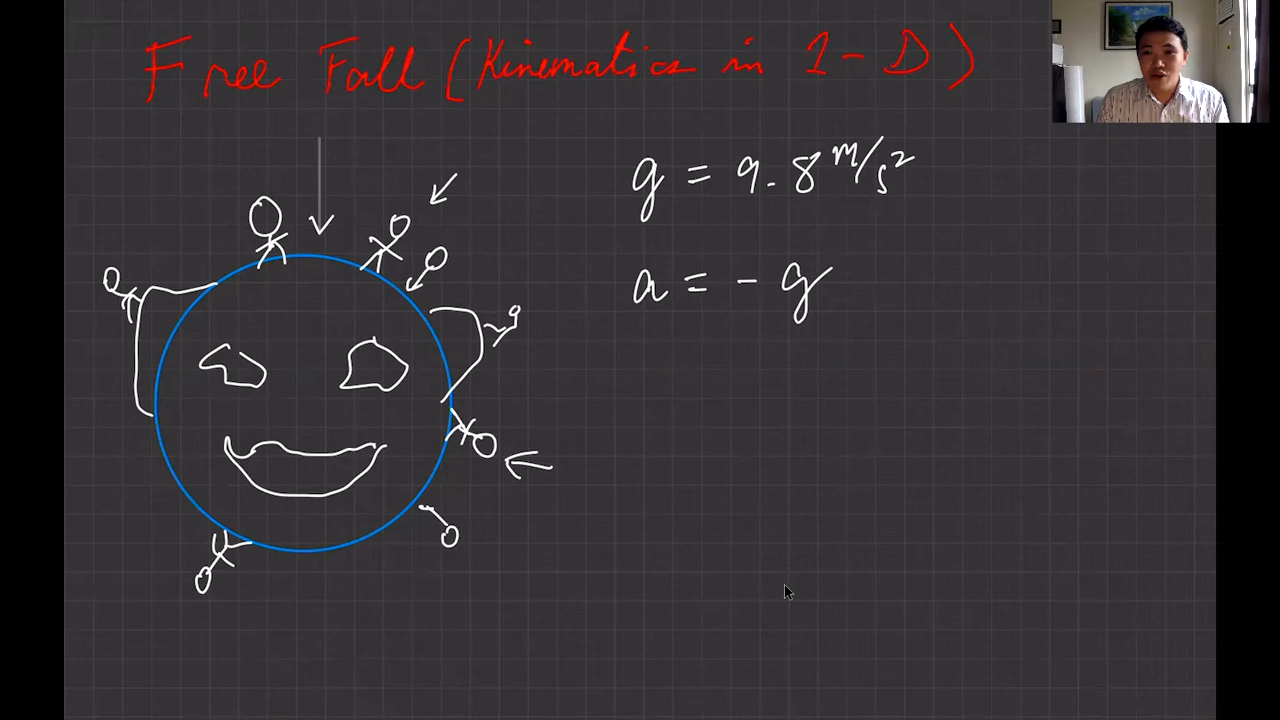 Free Fall (Kinematics in 1-D)
g = 9.8 m/s²
a = - g